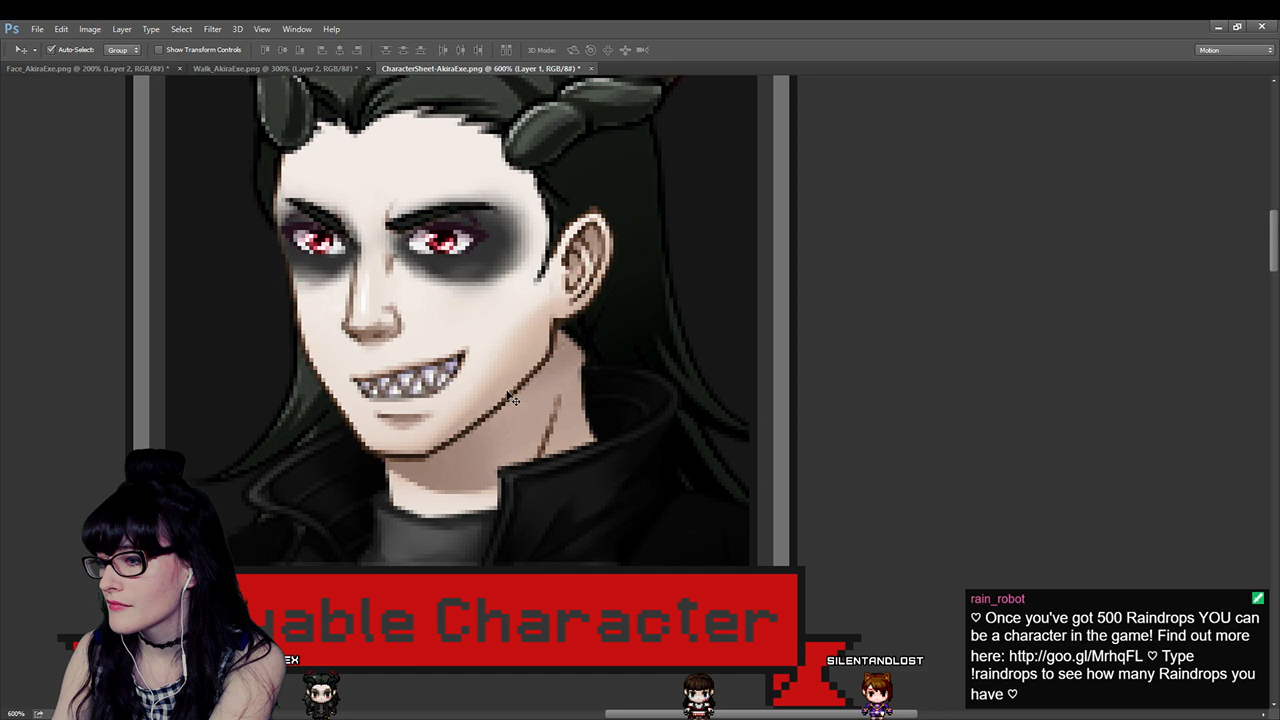 Ps File Edit Image Layer Type Select Filter 3D View Window Help
Auto-Select: Group Show Transform Controls 3D Mode: Motion
Face_AkiraExe.png @ 200% (Layer 2, RGB/8#) * × Walk_AkiraExe.png @ 300% (Layer 2, RGB/8#) * × CharacterSheet-AkiraExe.png @ 600% (Layer 1, RGB/8#) * ×
yable Character
EX
SILENTANDLOST
rain_robot
♡ Once you've got 500 Raindrops YOU can
be a character in the game! Find out more
here: http://goo.gl/MrhqFL ♡ Type
!raindrops to see how many Raindrops you
have ♡
600%